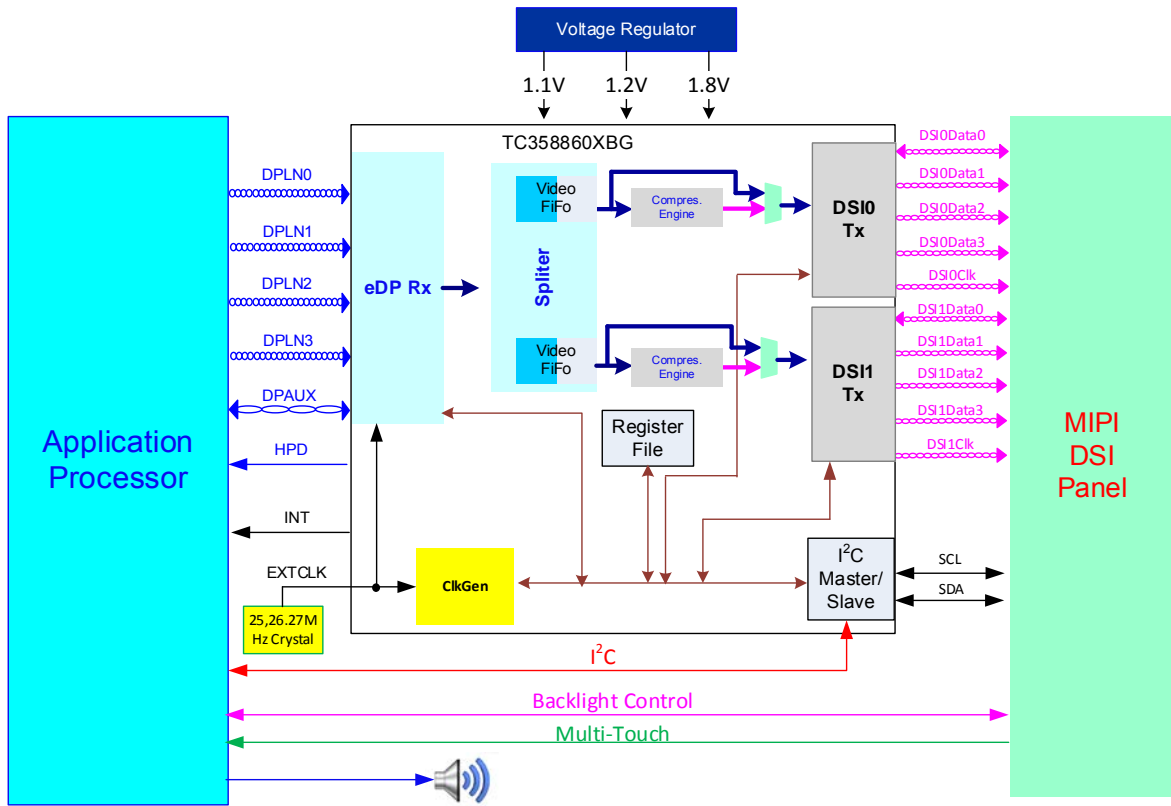 Voltage Regulator
1.1V
1.2V
1.8V
TC358860XBG
DPLN0
DPLN1
DPLN2
DPLN3
DPAUX
HPD
INT
EXTCLK
Application
Processor
25,26.27M
Hz Crystal
eDP Rx
Spliter
Video
FiFo
Compres.
Engine
Video
FiFo
Compres.
Engine
DSI0
Tx
DSI1
Tx
Register
File
ClkGen
I²C
Master/
Slave
DSI0Data0
DSI0Data1
DSI0Data2
DSI0Data3
DSI0Clk
DSI1Data0
DSI1Data1
DSI1Data2
DSI1Data3
DSI1Clk
SCL
SDA
MIPI
DSI
Panel
I²C
Backlight Control
Multi-Touch